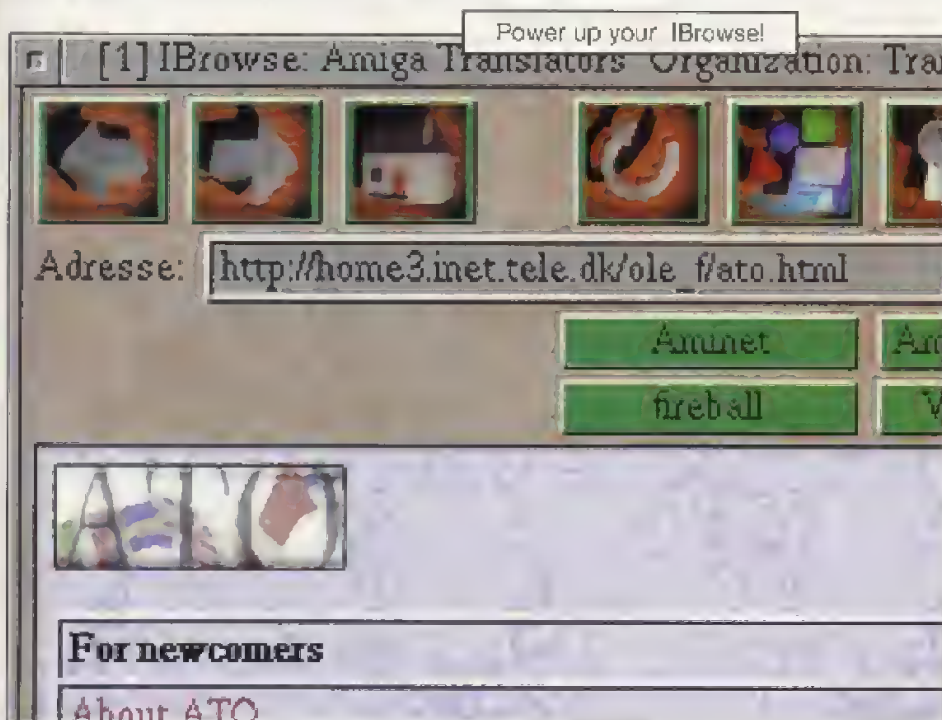 Power up your IBrowse!
[1] IBrowse: Amiga Translators Organization: Tra
Adresse: http://home3.inet.tele.dk/ole_f/ato.html
Aminet
fireball
ATO
For newcomers
About ATO